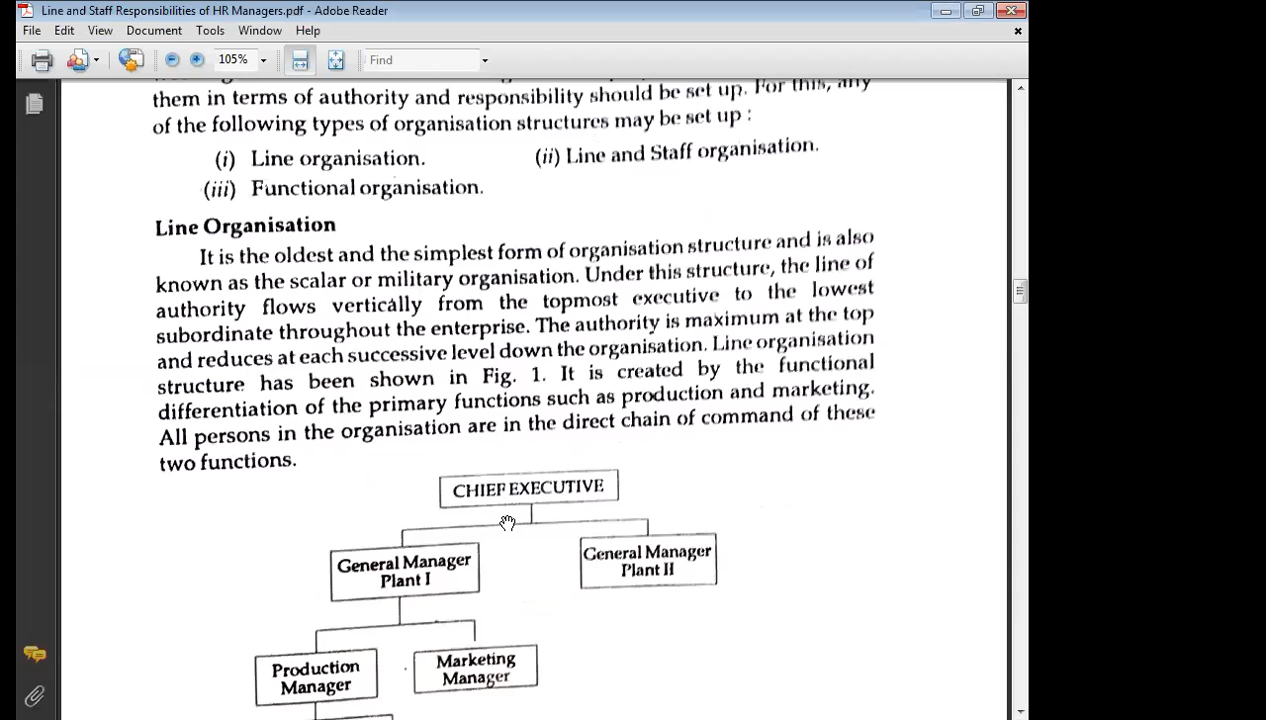 Line and Staff Responsibilities of HR Managers.pdf - Adobe Reader
File Edit View Document Tools Window Help
105% Find
them in terms of authority and responsibility should be set up. For this, any
of the following types of organisation structures may be set up :
(i) Line organisation. (ii) Line and Staff organisation.
(iii) Functional organisation.
Line Organisation
It is the oldest and the simplest form of organisation structure and is also
known as the scalar or military organisation. Under this structure, the line of
authority flows vertically from the topmost executive to the lowest
subordinate throughout the enterprise. The authority is maximum at the top
and reduces at each successive level down the organisation. Line organisation
structure has been shown in Fig. 1. It is created by the functional
differentiation of the primary functions such as production and marketing.
All persons in the organisation are in the direct chain of command of these
two functions.
CHIEF EXECUTIVE
General Manager
Plant I
General Manager
Plant II
Production
Manager
Marketing
Manager